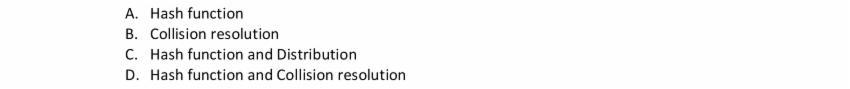 A. Hash function
B. Collision resolution
C. Hash function and Distribution
D. Hash function and Collision resolution